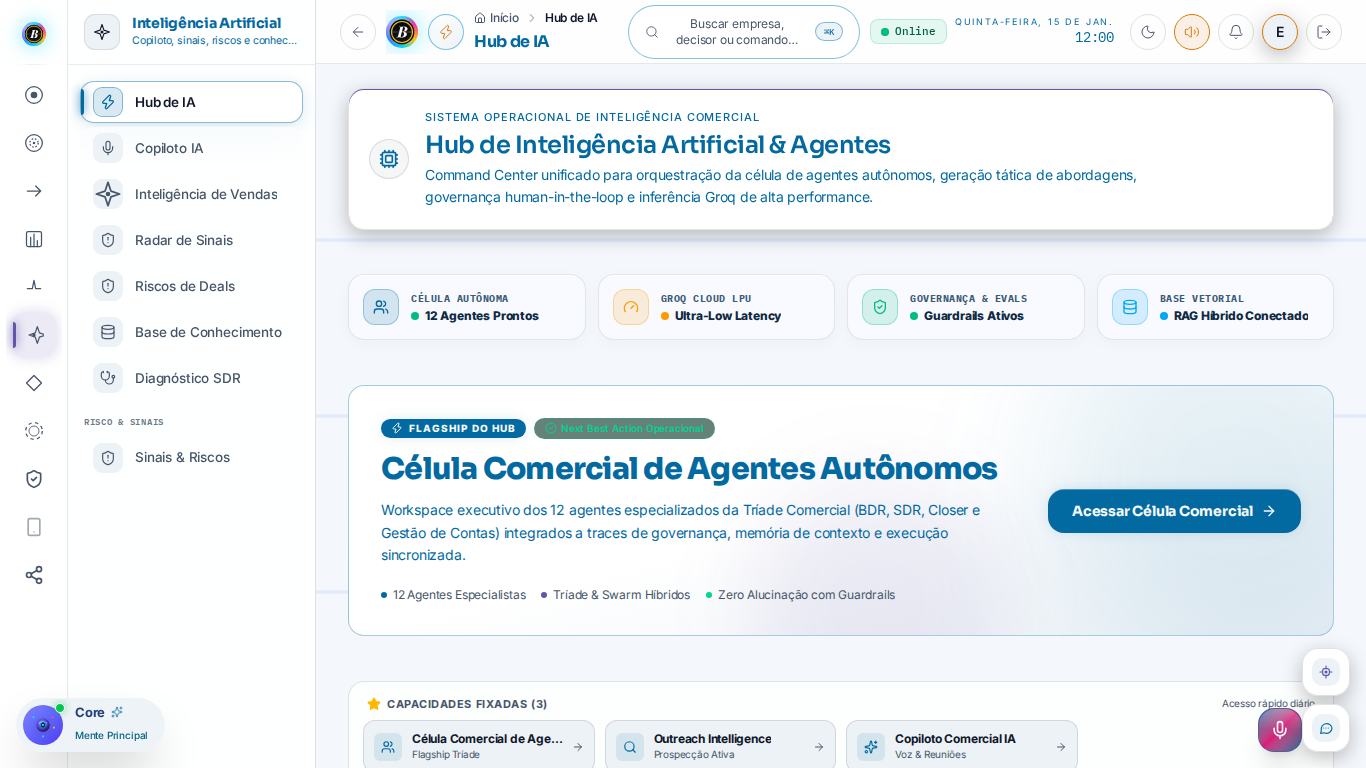 B
Inteligência Artificial
Copiloto, sinais, riscos e conhec...
Hub de IA
Copiloto IA
Inteligência de Vendas
Radar de Sinais
Riscos de Deals
Base de Conhecimento
Diagnóstico SDR
RISCO & SINAIS
Sinais & Riscos
Core
Mente Principal
B
Início > Hub de IA
Hub de IA
Buscar empresa,
decisor ou comando...
⌘K
Online
QUINTA-FEIRA, 15 DE JAN.
12:00
E
SISTEMA OPERACIONAL DE INTELIGÊNCIA COMERCIAL
Hub de Inteligência Artificial & Agentes
Command Center unificado para orquestração da célula de agentes autônomos, geração tática de abordagens,
governança human-in-the-loop e inferência Groq de alta performance.
CÉLULA AUTÔNOMA
12 Agentes Prontos
GROQ CLOUD LPU
Ultra-Low Latency
GOVERNANÇA & EVALS
Guardrails Ativos
BASE VETORIAL
RAG Híbrido Conectado
FLAGSHIP DO HUB
Next Best Action Operacional
Célula Comercial de Agentes Autônomos
Workspace executivo dos 12 agentes especializados da Tríade Comercial (BDR, SDR, Closer e
Gestão de Contas) integrados a traces de governança, memória de contexto e execução
sincronizada.
12 Agentes Especialistas
Tríade & Swarm Híbridos
Zero Alucinação com Guardrails
Acessar Célula Comercial
CAPACIDADES FIXADAS (3)
Acesso rápido diário
Célula Comercial de Age...
Flagship Tríade
Outreach Intelligence
Prospecção Ativa
Copiloto Comercial IA
Voz & Reuniões